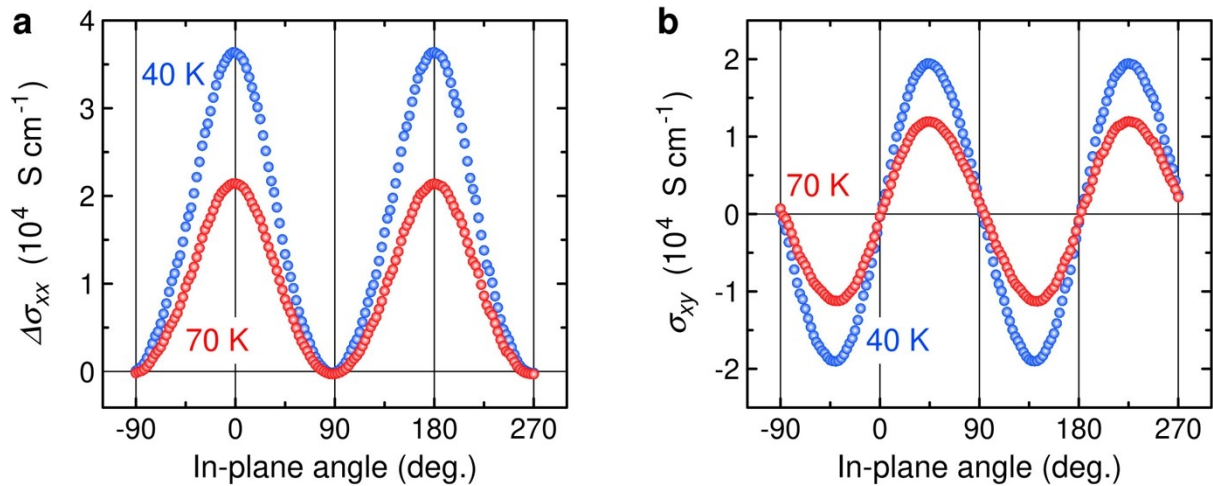 a
4
3
2
1
0
Δσxx (10⁴ S cm⁻¹)
40 K
70 K
-90 0 90 180 270
In-plane angle (deg.)
b
2
1
0
-1
-2
σxy (10⁴ S cm⁻¹)
70 K
40 K
-90 0 90 180 270
In-plane angle (deg.)